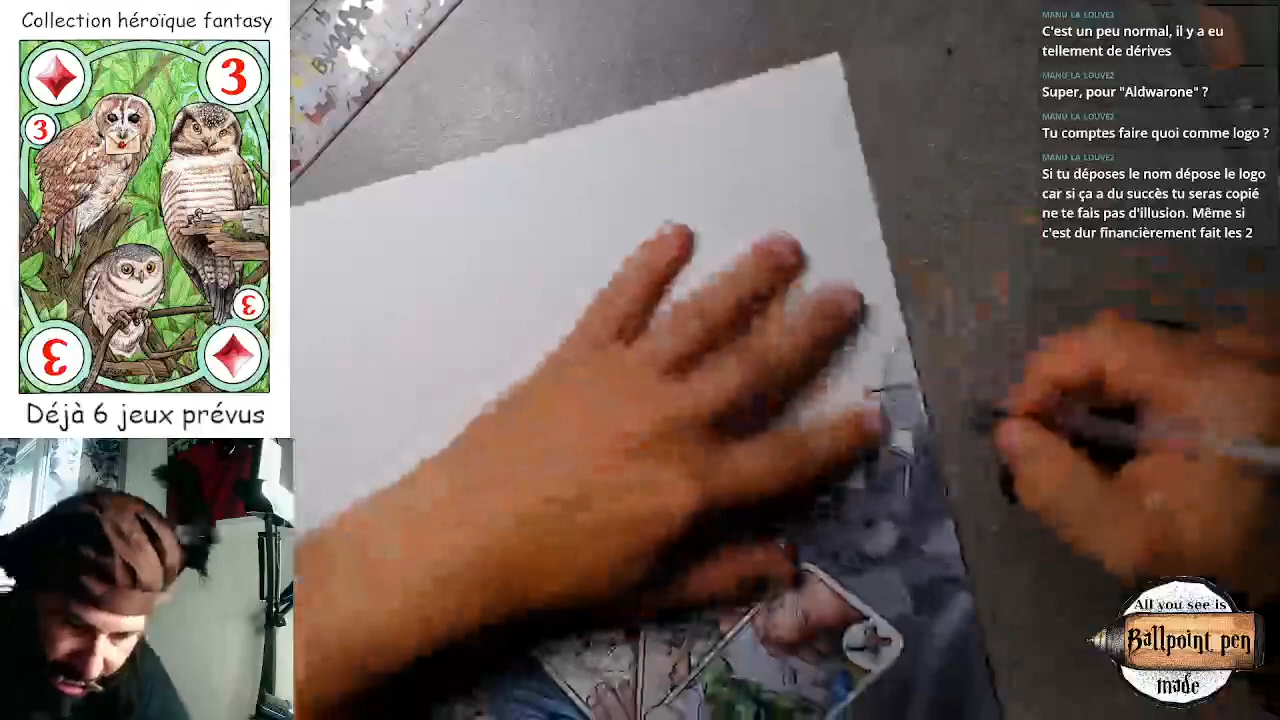 Collection héroïque fantasy
3
3
3
3
Déjà 6 jeux prévus
MANU LA LOUVE2
C'est un peu normal, il y a eu
tellement de dérives
MANU LA LOUVE2
Super, pour "Aldwarone" ?
MANU LA LOUVE2
Tu comptes faire quoi comme logo ?
MANU LA LOUVE2
Si tu déposes le nom dépose le logo
car si ça a du succès tu seras copié
ne te fais pas d'illusion. Même si
c'est dur financièrement fait les 2
All you see is
Ballpoint pen
made